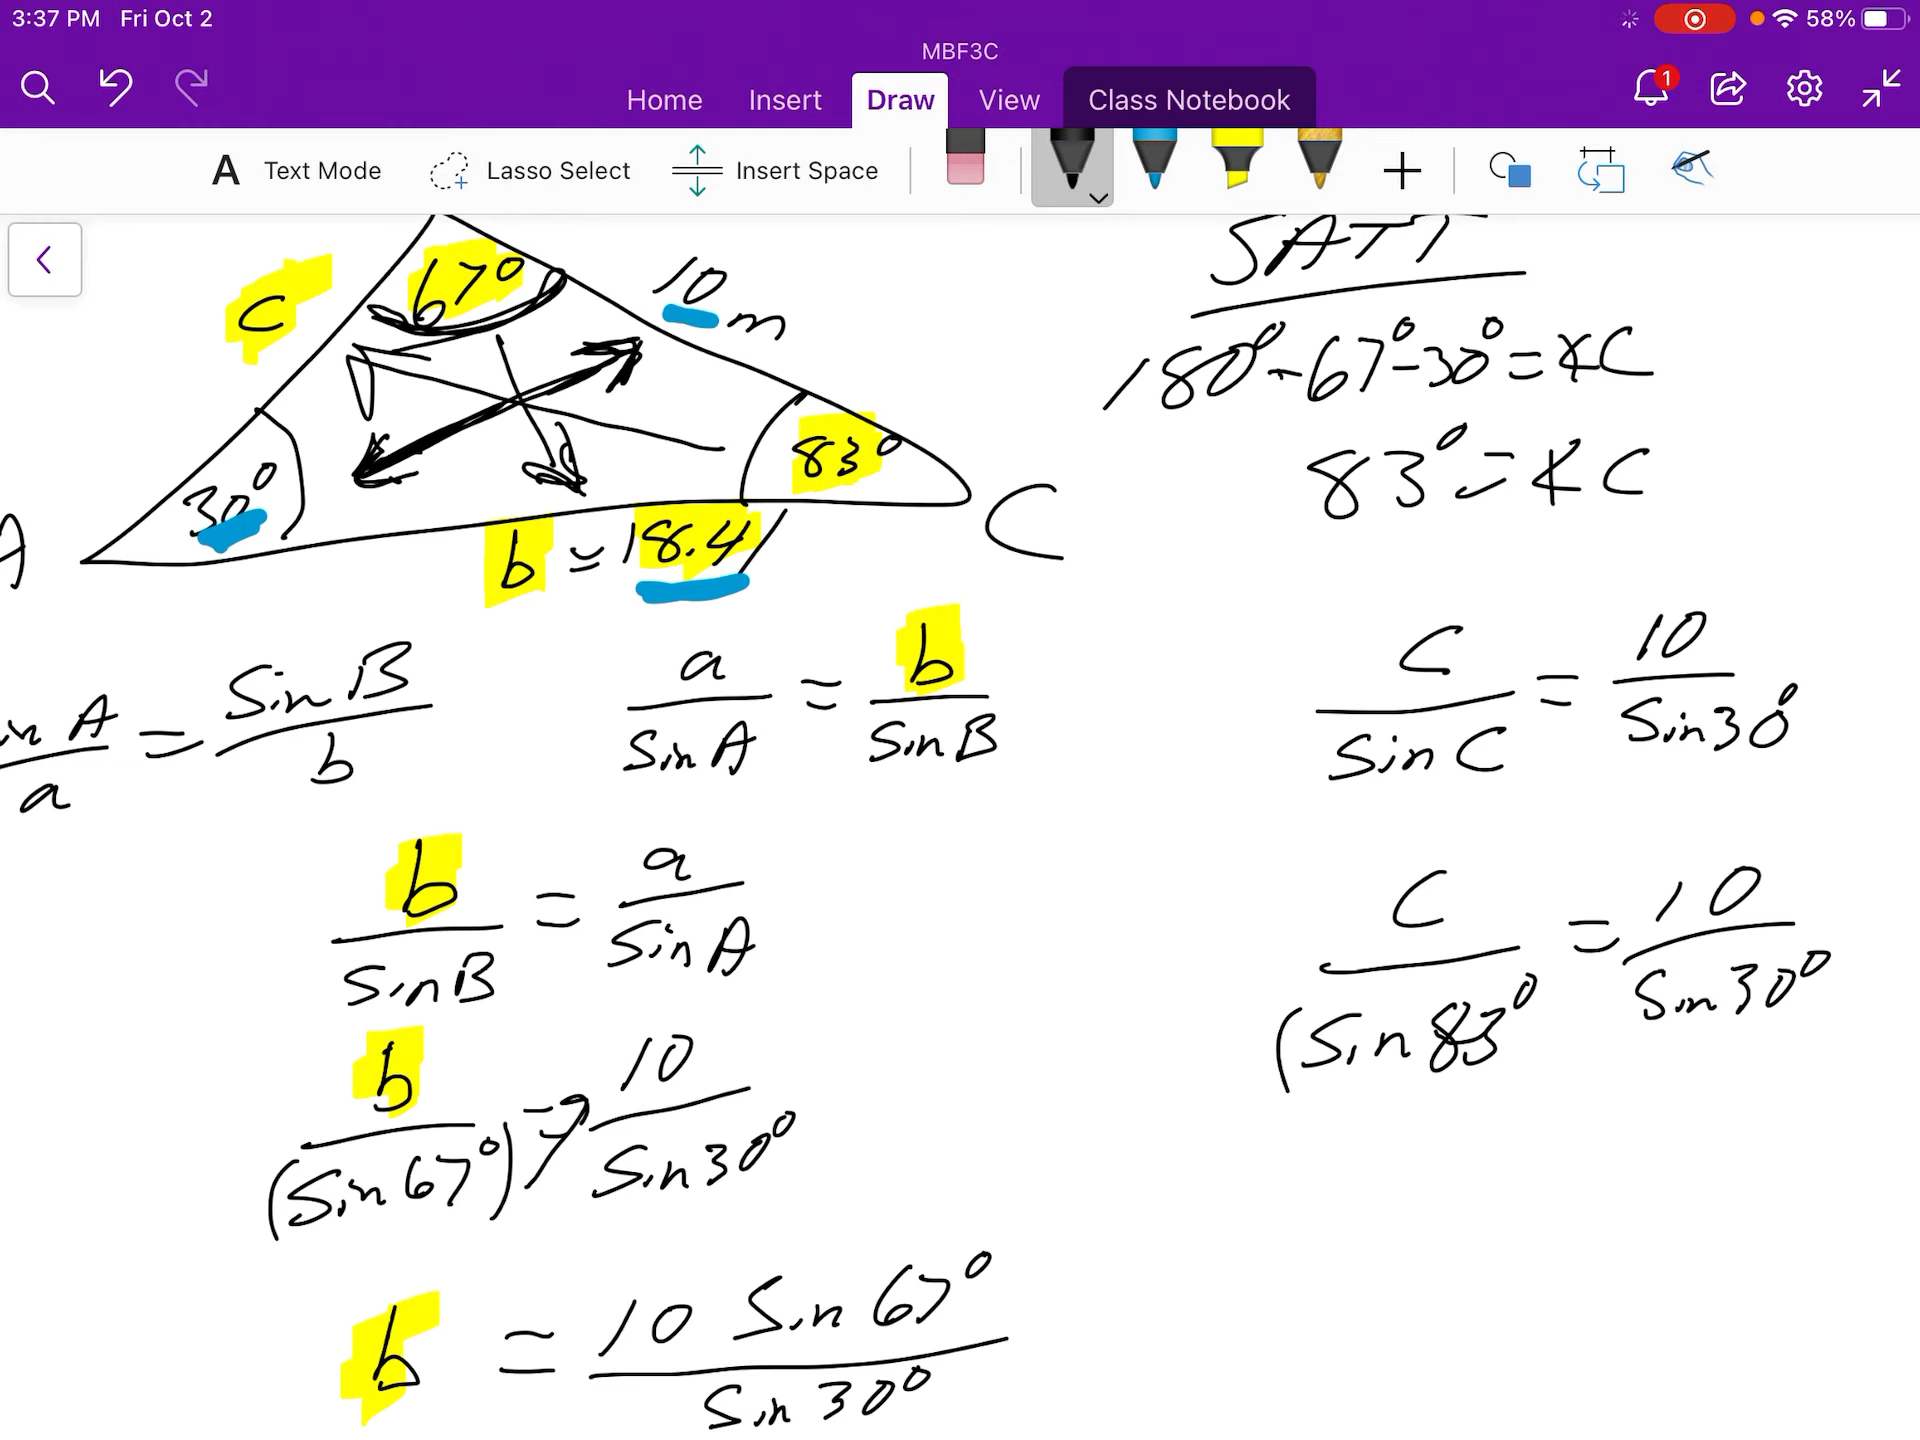 3:37 PM Fri Oct 2 58%
MBF3C
Home Insert Draw View Class Notebook 1
A Text Mode Lasso Select Insert Space
c 67° 10 m
30° 83°
A b = 18.4 C
SATT
180° - 67° - 30° = ∡C
83° = ∡C
in A / a = Sin B / b
a / Sin A = b / Sin B
b / Sin B = a / Sin A
b / (Sin 67°) = 10 / Sin 30°
b = 10 Sin 67° / Sin 30°
C / Sin C = 10 / Sin 30°
C / (Sin 83° = 10 / Sin 30°